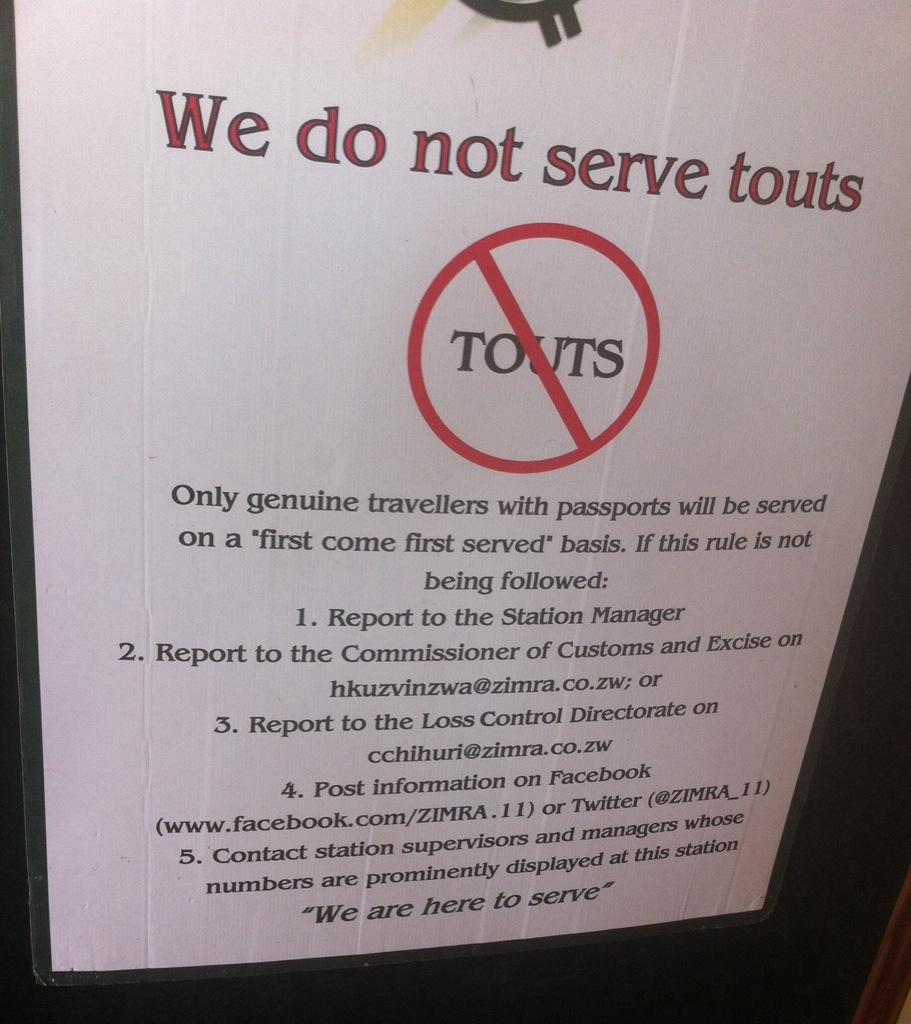 We do not serve touts
TOUTS
Only genuine travellers with passports will be served
on a "first come first served" basis. If this rule is not
being followed:
1. Report to the Station Manager
2. Report to the Commissioner of Customs and Excise on
hkuzvinzwa@zimra.co.zw; or
3. Report to the Loss Control Directorate on
cchihuri@zimra.co.zw
4. Post information on Facebook
(www.facebook.com/ZIMRA.11) or Twitter (@ZIMRA_11)
5. Contact station supervisors and managers whose
numbers are prominently displayed at this station
"We are here to serve"